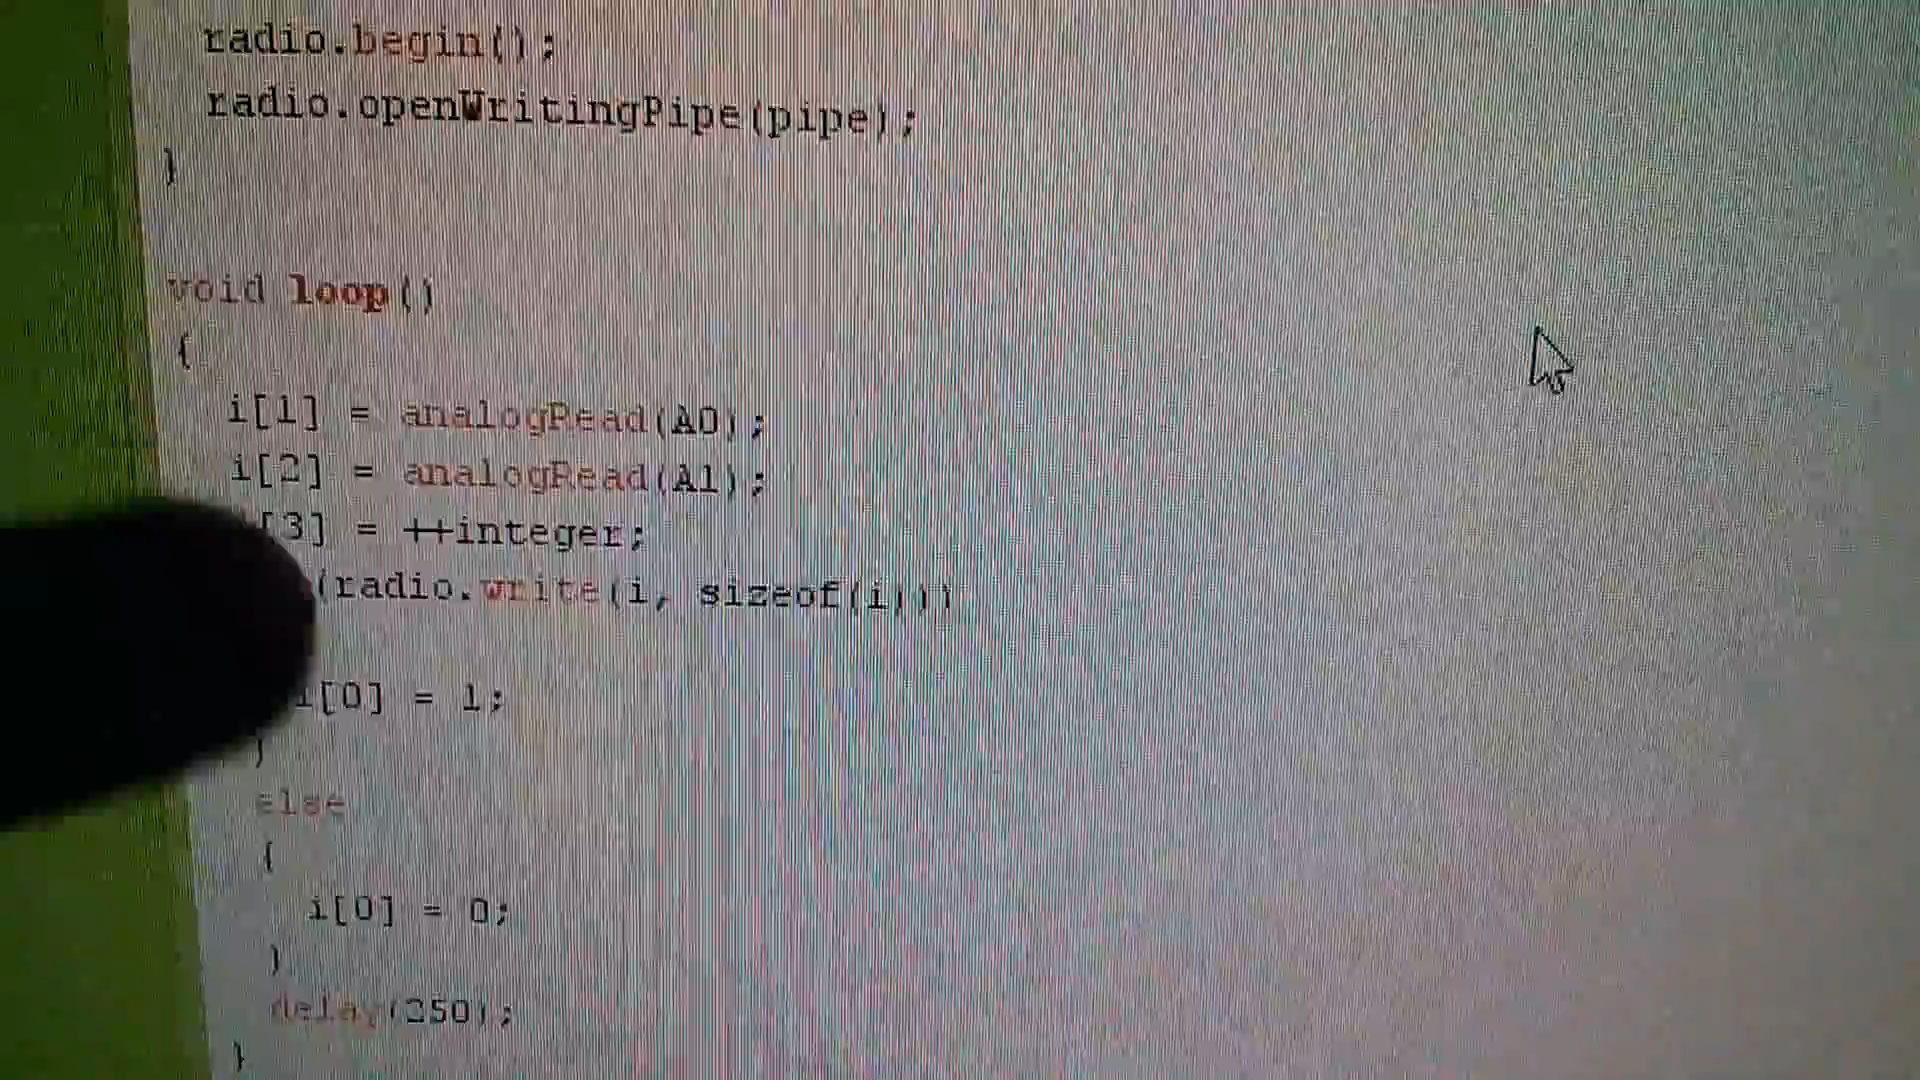 radio.begin();
radio.openWritingPipe(pipe);
}
void loop()
{
i[1] = analogRead(A0);
i[2] = analogRead(A1);
[3] = ++integer;
(radio.write(i, sizeof(i)))
i[0] = 1;
}
else
{
i[0] = 0;
}
delay(250);
}